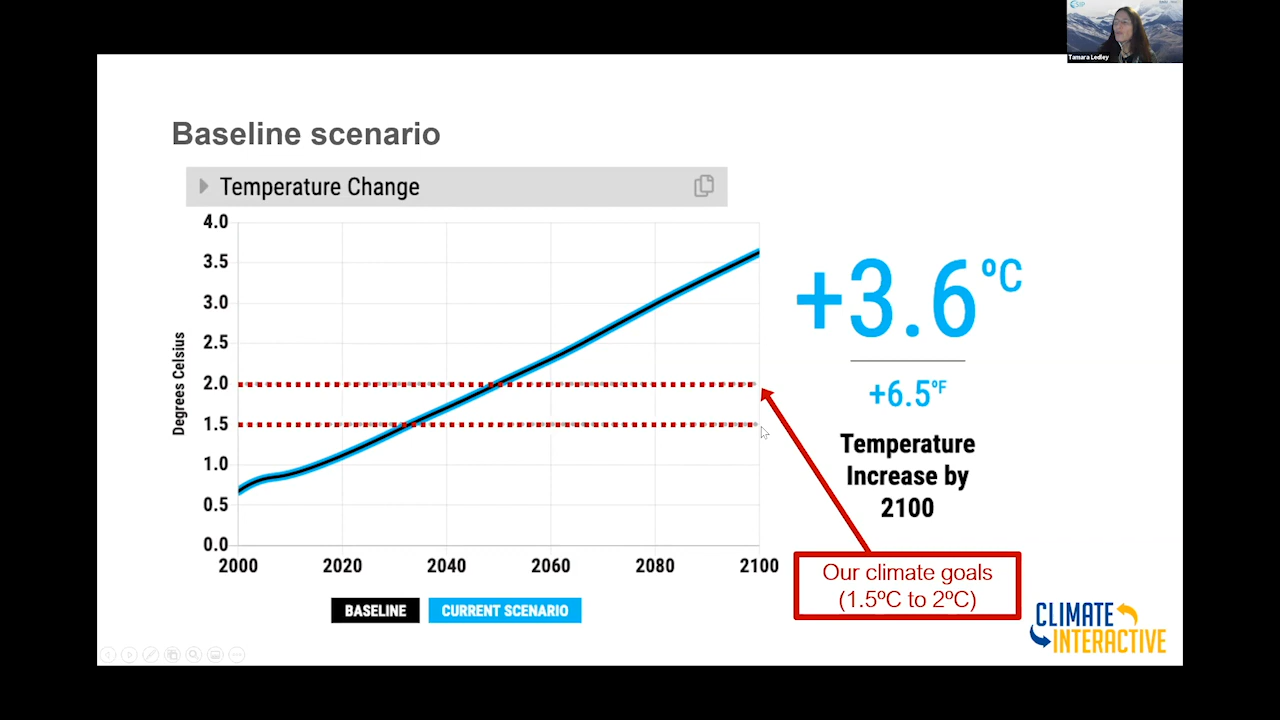 Tamara Ledley
Baseline scenario
Temperature Change
4.0
3.5
3.0
2.5
2.0
1.5
1.0
0.5
0.0
Degrees Celsius
2000 2020 2040 2060 2080 2100
BASELINE CURRENT SCENARIO
+3.6ºC
+6.5ºF
Temperature
Increase by
2100
Our climate goals
(1.5ºC to 2ºC)
CLIMATE
INTERACTIVE